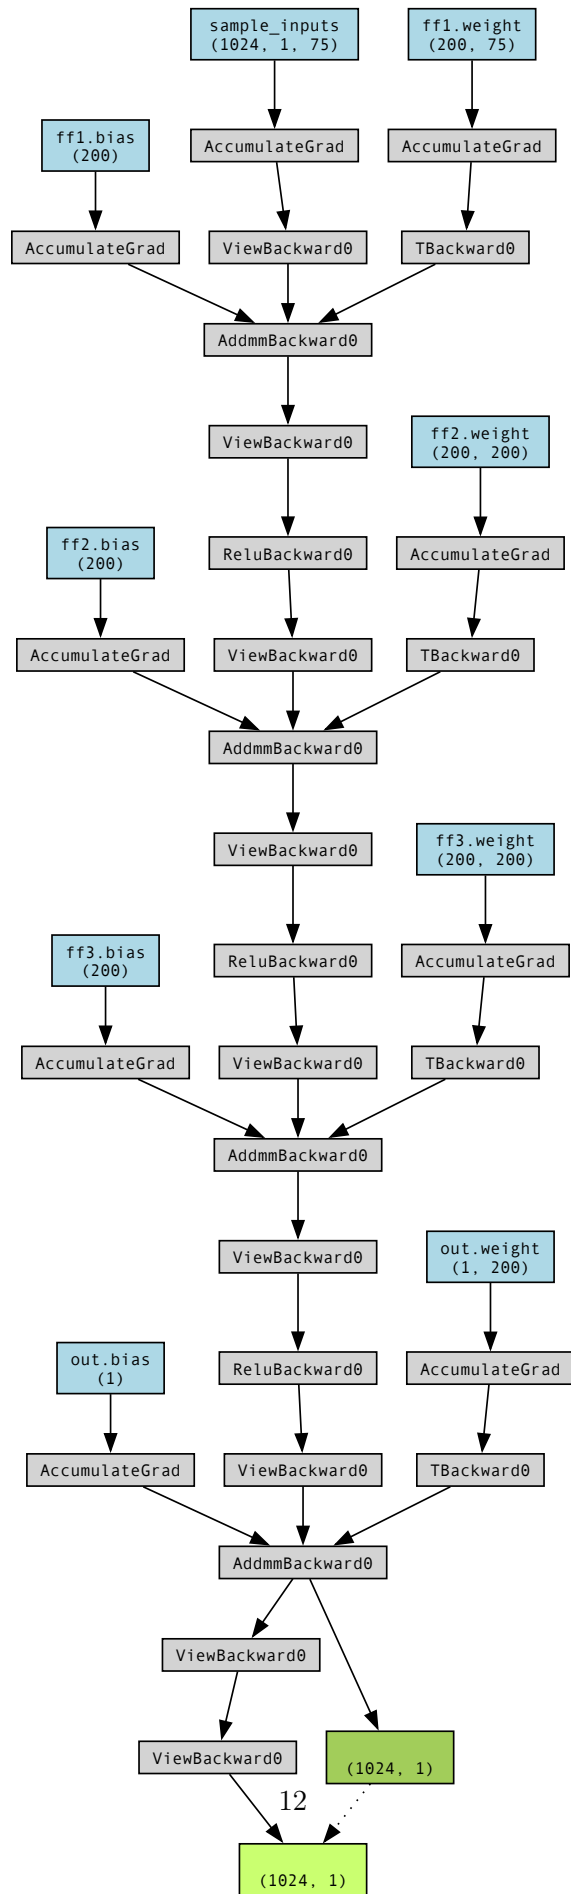 sample_inputs
(1024, 1, 75)
ff1.weight
(200, 75)
ff1.bias
(200)
AccumulateGrad
AccumulateGrad
AccumulateGrad
ViewBackward0
TBackward0
AddmmBackward0
ViewBackward0
ff2.weight
(200, 200)
ff2.bias
(200)
ReluBackward0
AccumulateGrad
AccumulateGrad
ViewBackward0
TBackward0
AddmmBackward0
ViewBackward0
ff3.weight
(200, 200)
ff3.bias
(200)
ReluBackward0
AccumulateGrad
AccumulateGrad
ViewBackward0
TBackward0
AddmmBackward0
ViewBackward0
out.weight
(1, 200)
out.bias
(1)
ReluBackward0
AccumulateGrad
AccumulateGrad
ViewBackward0
TBackward0
AddmmBackward0
ViewBackward0
ViewBackward0
(1024, 1)
12
(1024, 1)